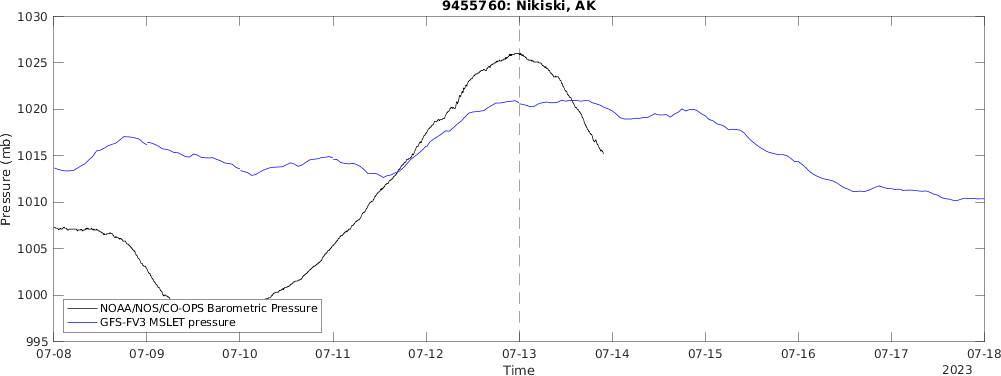 9455760: Nikiski, AK
1030
1025
1020
1015
1010
1005
1000
995
Pressure (mb)
NOAA/NOS/CO-OPS Barometric Pressure
GFS-FV3 MSLET pressure
07-08 07-09 07-10 07-11 07-12 07-13 07-14 07-15 07-16 07-17 07-18
Time
2023